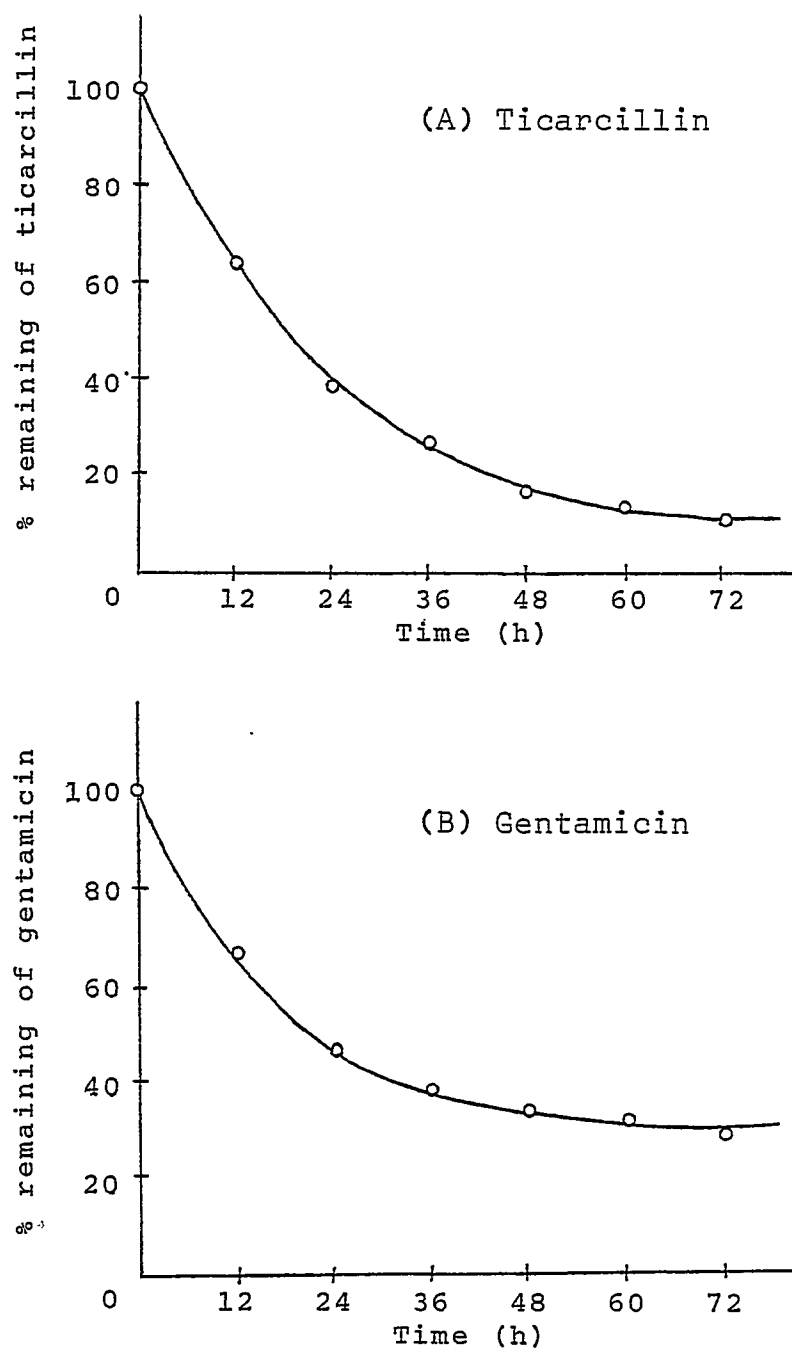 % remaining of ticarcillin
(A) Ticarcillin
100
80
60
40
20
0
12 24 36 48 60 72
Time (h)
% remaining of gentamicin
(B) Gentamicin
100
80
60
40
20
0
12 24 36 48 60 72
Time (h)